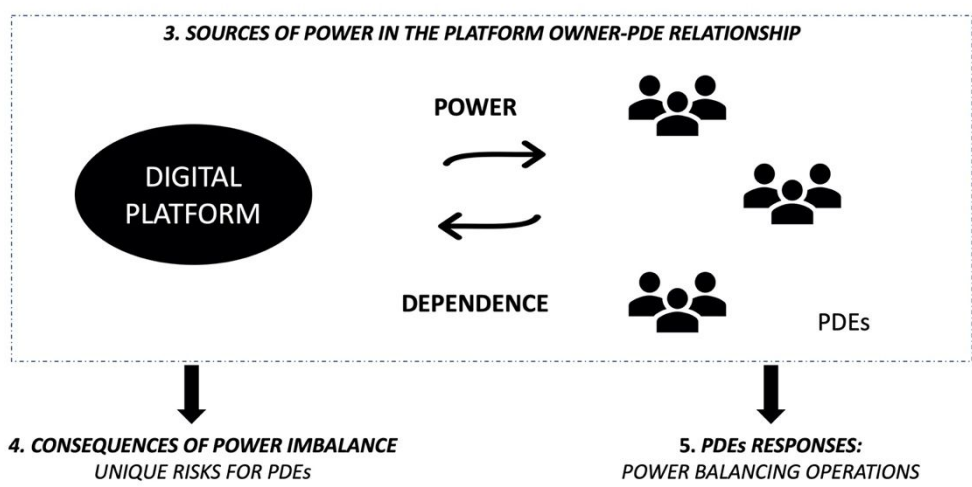 3. SOURCES OF POWER IN THE PLATFORM OWNER-PDE RELATIONSHIP
POWER
DIGITAL
PLATFORM
DEPENDENCE
PDEs
4. CONSEQUENCES OF POWER IMBALANCE
UNIQUE RISKS FOR PDEs
5. PDEs RESPONSES:
POWER BALANCING OPERATIONS